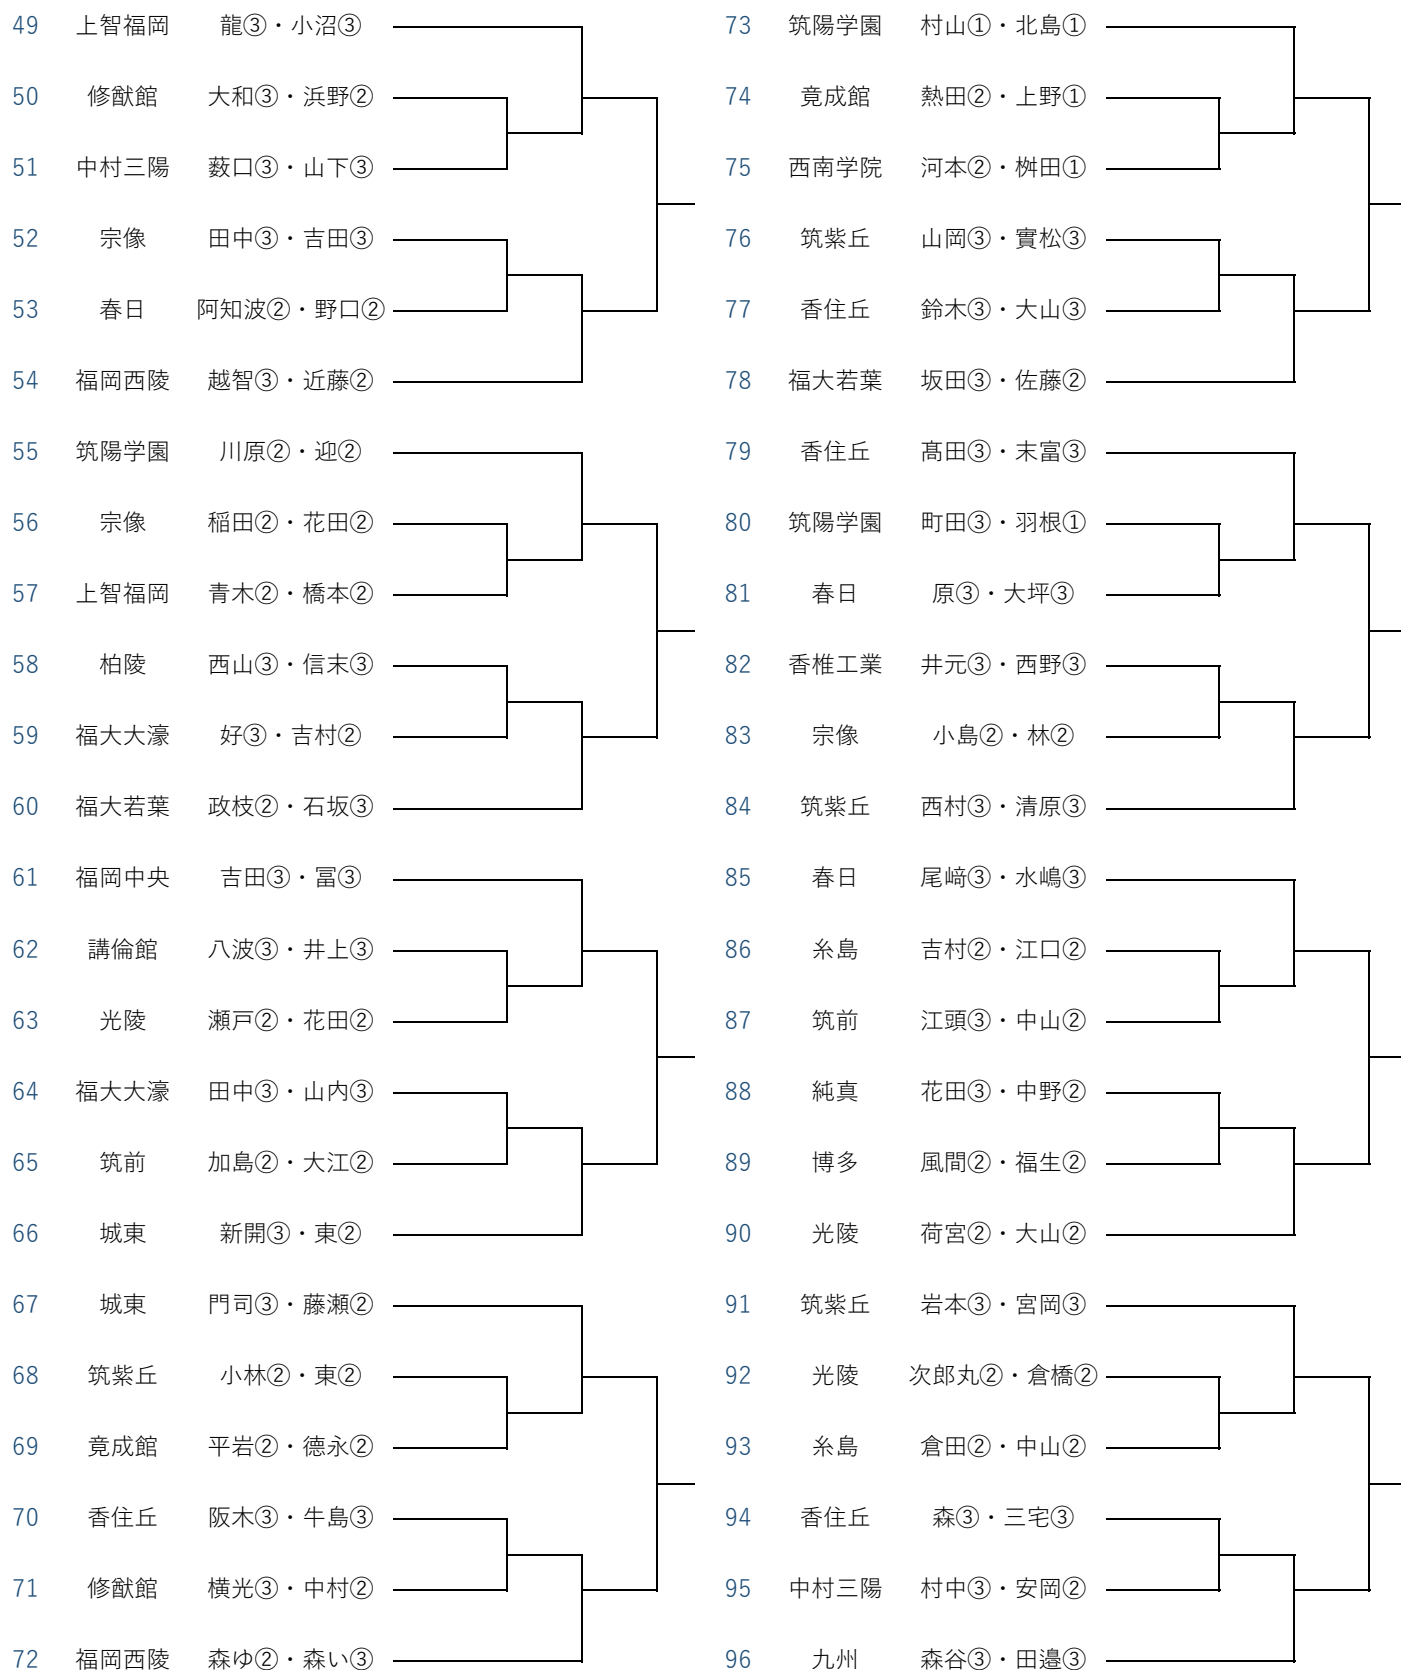 49 上智福岡 龍③・小沼③
50 修猷館 大和③・浜野②
51 中村三陽 薮口③・山下③
52 宗像 田中③・吉田③
53 春日 阿知波②・野口②
54 福岡西陵 越智③・近藤②
55 筑陽学園 川原②・迎②
56 宗像 稲田②・花田②
57 上智福岡 青木②・橋本②
58 柏陵 西山③・信末③
59 福大大濠 好③・吉村②
60 福大若葉 政枝②・石坂③
61 福岡中央 吉田③・冨③
62 講倫館 八波③・井上③
63 光陵 瀬戸②・花田②
64 福大大濠 田中③・山内③
65 筑前 加島②・大江②
66 城東 新開③・東②
67 城東 門司③・藤瀬②
68 筑紫丘 小林②・東②
69 竟成館 平岩②・德永②
70 香住丘 阪木③・牛島③
71 修猷館 横光③・中村②
72 福岡西陵 森ゆ②・森い③
73 筑陽学園 村山①・北島①
74 竟成館 熱田②・上野①
75 西南学院 河本②・桝田①
76 筑紫丘 山岡③・實松③
77 香住丘 鈴木③・大山③
78 福大若葉 坂田③・佐藤②
79 香住丘 髙田③・末富③
80 筑陽学園 町田③・羽根①
81 春日 原③・大坪③
82 香椎工業 井元③・西野③
83 宗像 小島②・林②
84 筑紫丘 西村③・清原③
85 春日 尾﨑③・水嶋③
86 糸島 吉村②・江口②
87 筑前 江頭③・中山②
88 純真 花田③・中野②
89 博多 風間②・福生②
90 光陵 荷宮②・大山②
91 筑紫丘 岩本③・宮岡③
92 光陵 次郎丸②・倉橋②
93 糸島 倉田②・中山②
94 香住丘 森③・三宅③
95 中村三陽 村中③・安岡②
96 九州 森谷③・田邉③